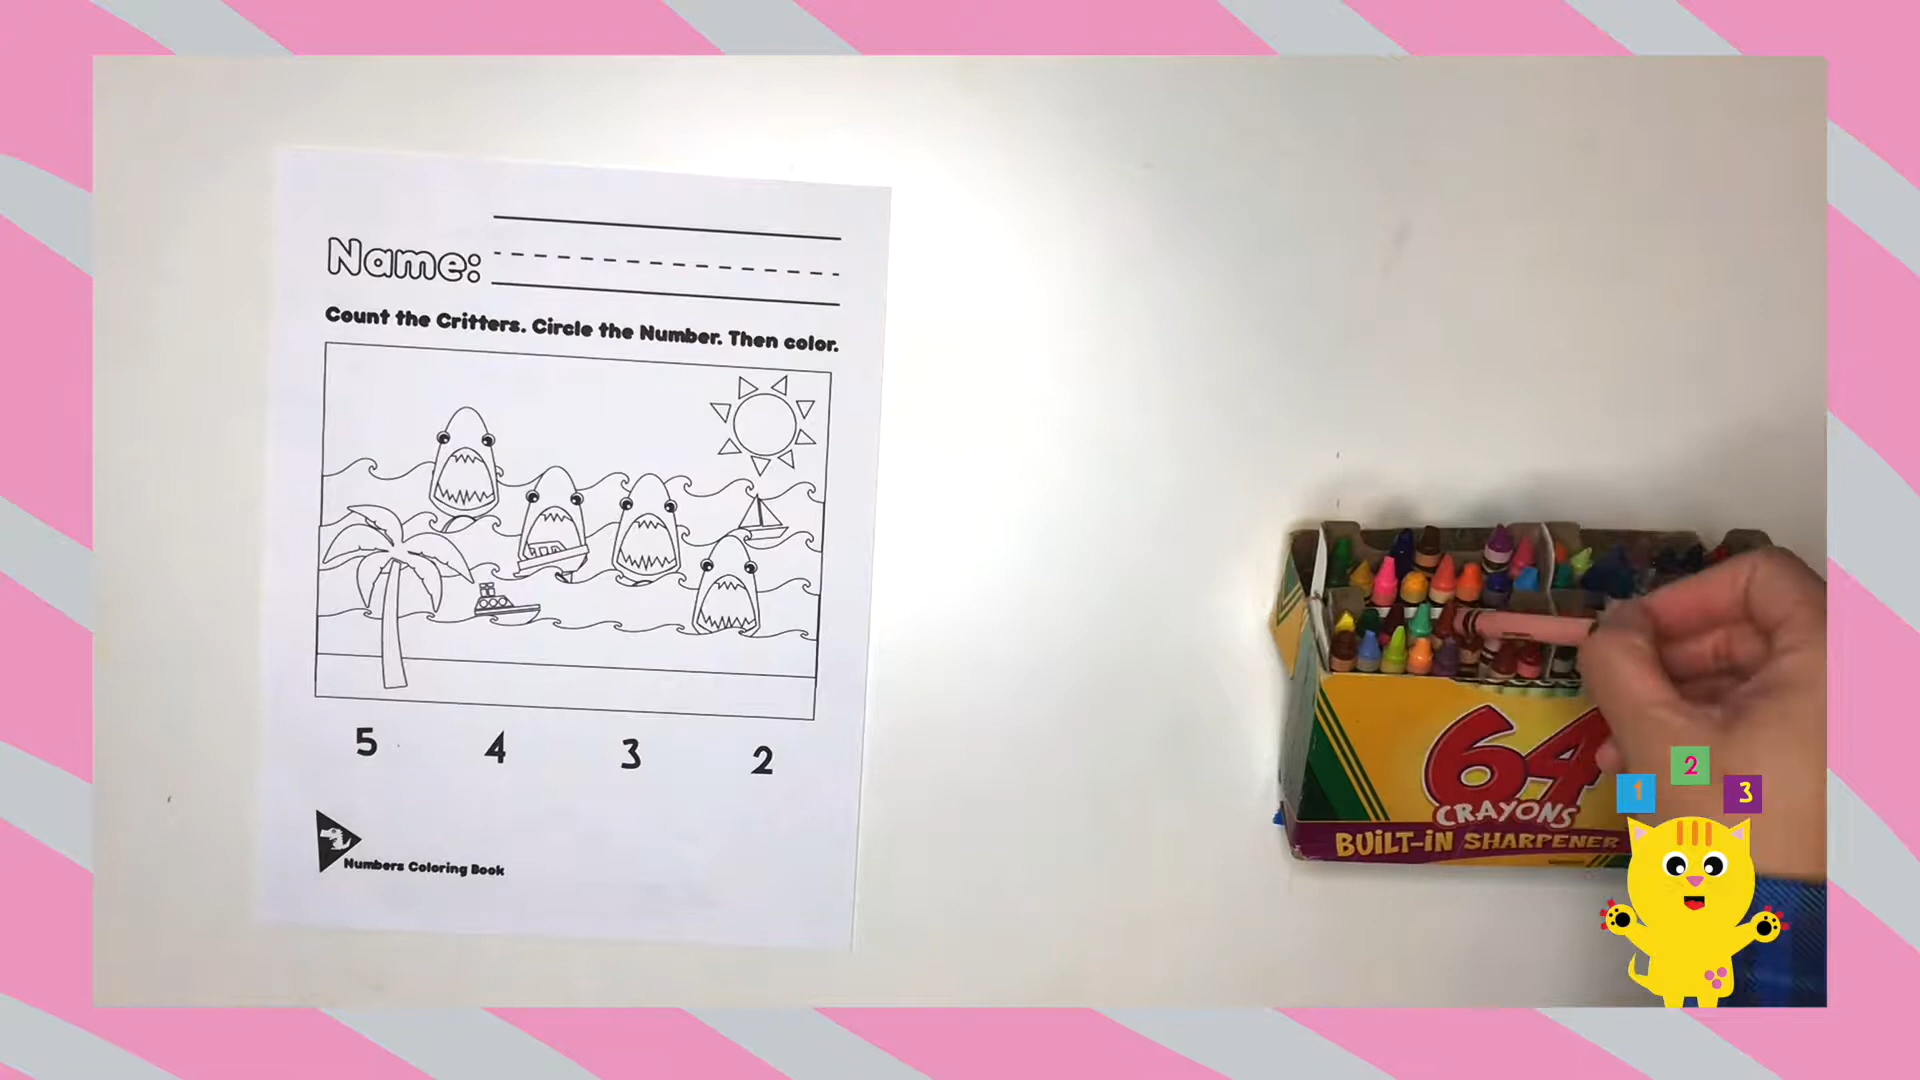 Name:
Count the Critters. Circle the Number. Then color.
5 4 3 2
Numbers Coloring Book
64
CRAYONS
BUILT-IN SHARPENER
1 2 3